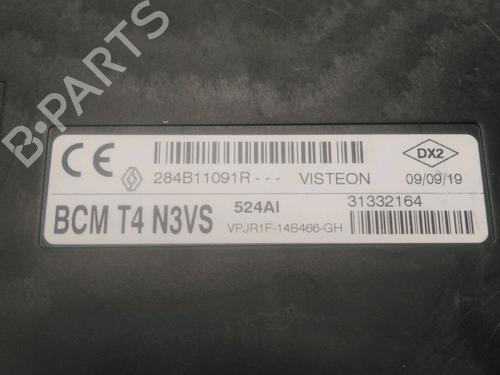 B-PARTS
CE
284B11091R - - -
VISTEON
DX2
09/09/19
BCM T4 N3VS
524AI
VPJR1F-14B466-GH
31332164